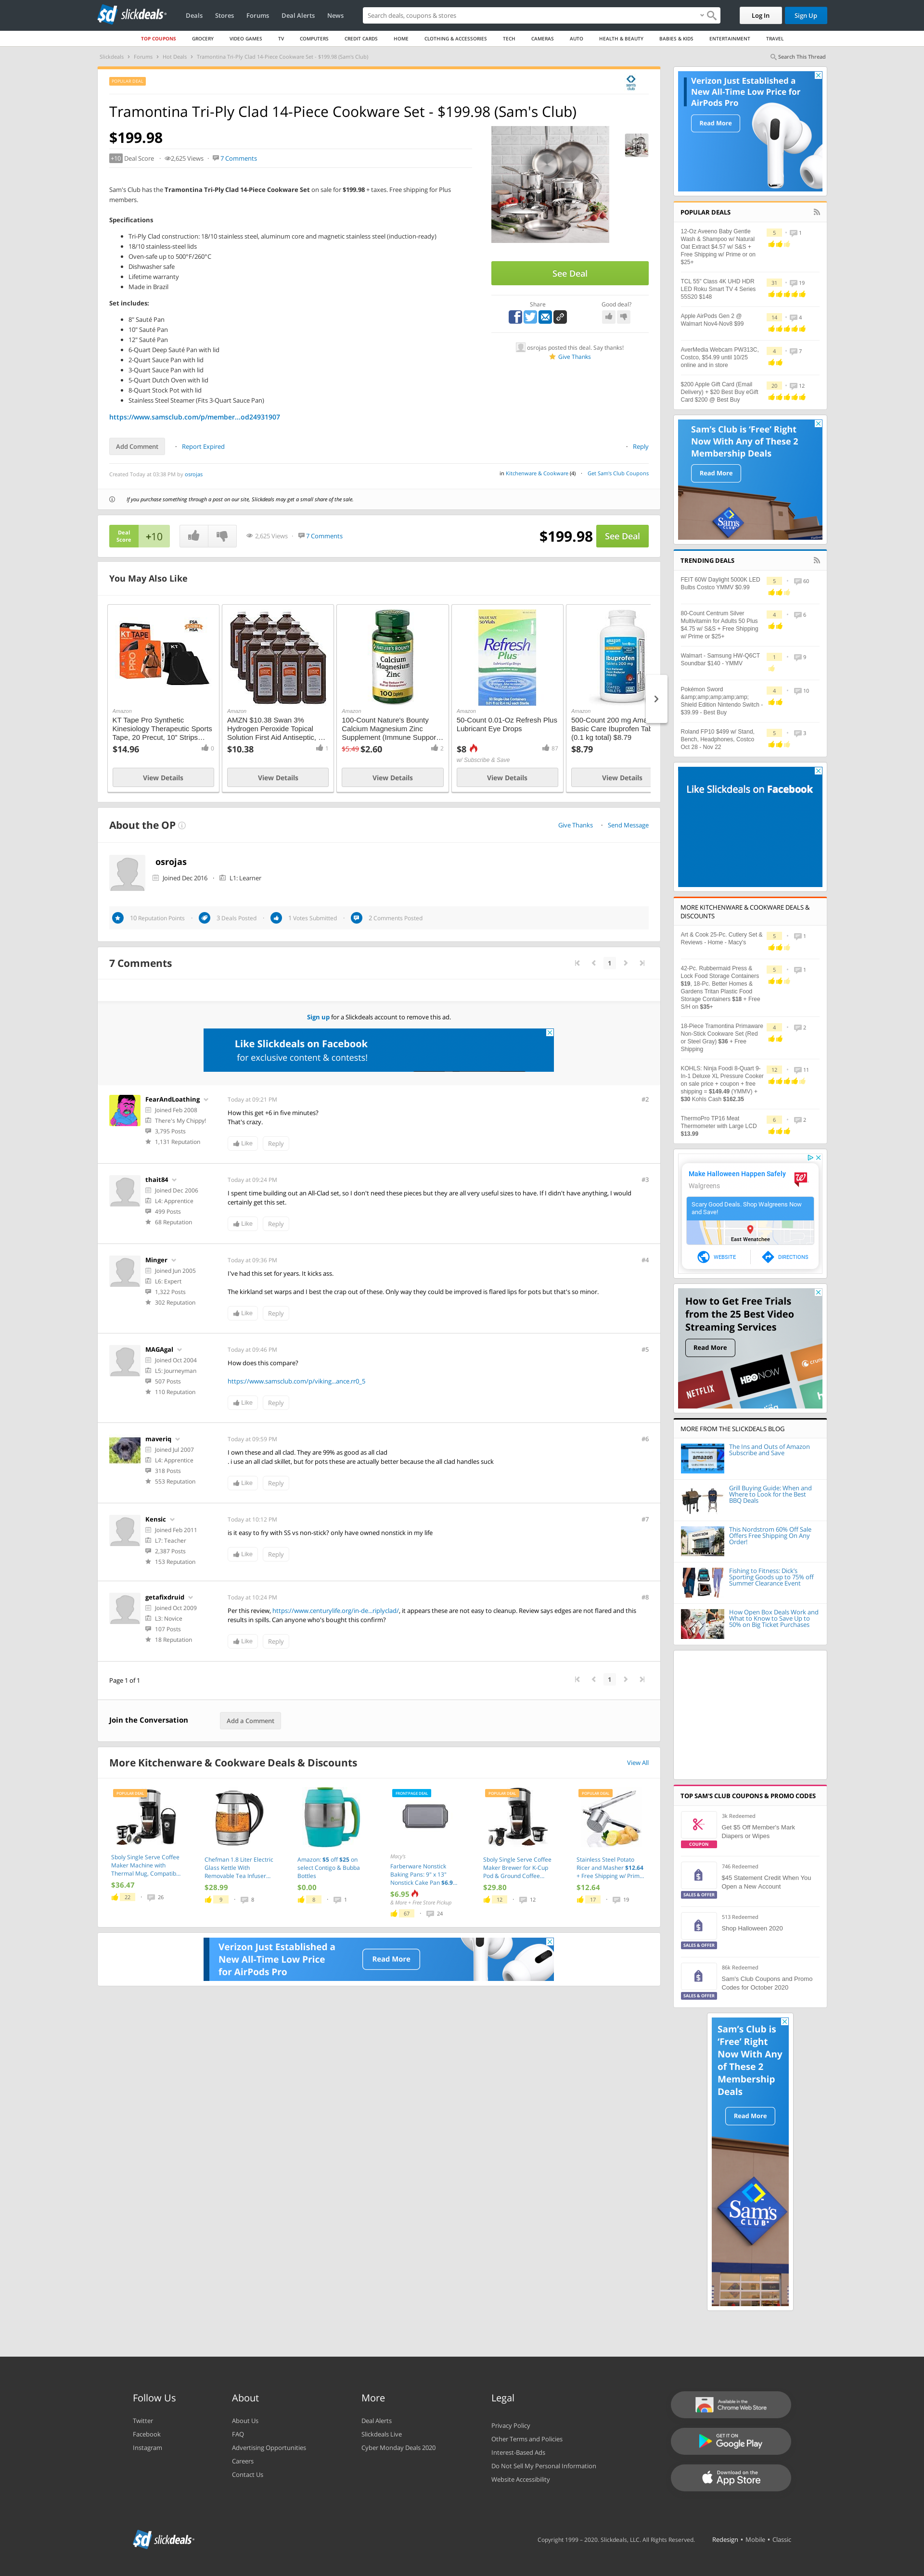 slickdeals
Deals Stores Forums Deal Alerts News
Search deals, coupons & stores
Log In
Sign Up
TOP COUPONS GROCERY VIDEO GAMES TV COMPUTERS CREDIT CARDS HOME CLOTHING & ACCESSORIES TECH CAMERAS AUTO HEALTH & BEAUTY BABIES & KIDS ENTERTAINMENT TRAVEL
Slickdeals > Forums > Hot Deals > Tramontina Tri-Ply Clad 14-Piece Cookware Set - $199.98 (Sam's Club)
Search This Thread
POPULAR DEAL
Tramontina Tri-Ply Clad 14-Piece Cookware Set - $199.98 (Sam's Club)
$199.98
+10 Deal Score • 2,625 Views • 7 Comments
Sam's Club has the Tramontina Tri-Ply Clad 14-Piece Cookware Set on sale for $199.98 + taxes. Free shipping for Plus
members.
Specifications
• Tri-Ply Clad construction: 18/10 stainless steel, aluminum core and magnetic stainless steel (induction-ready)
• 18/10 stainless-steel lids
• Oven-safe up to 500°F/260°C
• Dishwasher safe
• Lifetime warranty
• Made in Brazil
Set includes:
• 8" Sauté Pan
• 10" Sauté Pan
• 12" Sauté Pan
• 6-Quart Deep Sauté Pan with lid
• 2-Quart Sauce Pan with lid
• 3-Quart Sauce Pan with lid
• 5-Quart Dutch Oven with lid
• 8-Quart Stock Pot with lid
• Stainless Steel Steamer (Fits 3-Quart Sauce Pan)
https://www.samsclub.com/p/member...od24931907
See Deal
Share
Good deal?
osrojas posted this deal. Say thanks!
Give Thanks
Add Comment • Report Expired
• Reply
Created Today at 03:38 PM by osrojas
in Kitchenware & Cookware (4) • Get Sam's Club Coupons
If you purchase something through a post on our site, Slickdeals may get a small share of the sale.
Deal Score +10
2,625 Views • 7 Comments
$199.98 See Deal
You May Also Like
Amazon
KT Tape Pro Synthetic
Kinesiology Therapeutic Sports
Tape, 20 Precut, 10" Strips…
$14.96 0
View Details
Amazon
AMZN $10.38 Swan 3%
Hydrogen Peroxide Topical
Solution First Aid Antiseptic, …
$10.38 1
View Details
Amazon
100-Count Nature's Bounty
Calcium Magnesium Zinc
Supplement (Immune Suppor…
$5.49 $2.60 2
View Details
Amazon
50-Count 0.01-Oz Refresh Plus
Lubricant Eye Drops
$8 87
w/ Subscribe & Save
View Details
Amazon
500-Count 200 mg Ama
Basic Care Ibuprofen Tab
(0.1 kg total) $8.79
$8.79
View Details
About the OP
Give Thanks • Send Message
osrojas
Joined Dec 2016 • L1: Learner
10 Reputation Points 3 Deals Posted 1 Votes Submitted 2 Comments Posted
7 Comments
1
Sign up for a Slickdeals account to remove this ad.
Like Slickdeals on Facebook
for exclusive content & contests!
FearAndLoathing
Joined Feb 2008
There's My Chippy!
3,795 Posts
1,131 Reputation
Today at 09:21 PM #2
How this get +6 in five minutes?
That's crazy.
Like Reply
thait84
Joined Dec 2006
L4: Apprentice
499 Posts
68 Reputation
Today at 09:24 PM #3
I spent time building out an All-Clad set, so I don't need these pieces but they are all very useful sizes to have. If I didn't have anything, I would
certainly get this set.
Like Reply
Minger
Joined Jun 2005
L6: Expert
1,322 Posts
302 Reputation
Today at 09:36 PM #4
I've had this set for years. It kicks ass.
The kirkland set warps and I best the crap out of these. Only way they could be improved is flared lips for pots but that's so minor.
Like Reply
MAGAgal
Joined Oct 2004
L5: Journeyman
507 Posts
110 Reputation
Today at 09:46 PM #5
How does this compare?
https://www.samsclub.com/p/viking...ance.rr0_5
Like Reply
maveriq
Joined Jul 2007
L4: Apprentice
318 Posts
553 Reputation
Today at 09:59 PM #6
I own these and all clad. They are 99% as good as all clad
. i use an all clad skillet, but for pots these are actually better because the all clad handles suck
Like Reply
Kensic
Joined Feb 2011
L7: Teacher
2,387 Posts
153 Reputation
Today at 10:12 PM #7
is it easy to fry with SS vs non-stick? only have owned nonstick in my life
Like Reply
getafixdruid
Joined Oct 2009
L3: Novice
107 Posts
18 Reputation
Today at 10:24 PM #8
Per this review, https://www.centurylife.org/in-de...riplyclad/, it appears these are not easy to cleanup. Review says edges are not flared and this
results in spills. Can anyone who's bought this confirm?
Like Reply
Page 1 of 1
1
Join the Conversation
Add a Comment
More Kitchenware & Cookware Deals & Discounts
View All
POPULAR DEAL
Sboly Single Serve Coffee
Maker Machine with
Thermal Mug, Compatib...
$36.47
22 • 26
Chefman 1.8 Liter Electric
Glass Kettle With
Removable Tea Infuser...
$28.99
9 • 8
Amazon: $5 off $25 on
select Contigo & Bubba
Bottles
$0.00
8 • 1
FRONTPAGE DEAL
Macy's
Farberware Nonstick
Baking Pans: 9" x 13"
Nonstick Cake Pan $6.9...
$6.95
& More + Free Store Pickup
67 • 24
POPULAR DEAL
Sboly Single Serve Coffee
Maker Brewer for K-Cup
Pod & Ground Coffee...
$29.80
12 • 12
POPULAR DEAL
Stainless Steel Potato
Ricer and Masher $12.64
+ Free Shipping w/ Prim...
$12.64
17 • 19
Verizon Just Established a
New All-Time Low Price
for AirPods Pro
Read More
Verizon Just Established a
New All-Time Low Price for
AirPods Pro
Read More
POPULAR DEALS
12-Oz Aveeno Baby Gentle
Wash & Shampoo w/ Natural
Oat Extract $4.57 w/ S&S +
Free Shipping w/ Prime or on
$25+
5 • 1
TCL 55" Class 4K UHD HDR
LED Roku Smart TV 4 Series
55S20 $148
31 • 19
Apple AirPods Gen 2 @
Walmart Nov4-Nov8 $99
14 • 4
AverMedia Webcam PW313C,
Costco, $54.99 until 10/25
online and in store
4 • 7
$200 Apple Gift Card (Email
Delivery) + $20 Best Buy eGift
Card $200 @ Best Buy
20 • 12
Sam's Club is 'Free' Right
Now With Any of These 2
Membership Deals
Read More
Sam's CLUB
TRENDING DEALS
FEIT 60W Daylight 5000K LED
Bulbs Costco YMMV $0.99
5 • 60
80-Count Centrum Silver
Multivitamin for Adults 50 Plus
$4.75 w/ S&S + Free Shipping
w/ Prime or $25+
4 • 6
Walmart - Samsung HW-Q6CT
Soundbar $140 - YMMV
1 • 9
Pokémon Sword
&amp;amp;amp;amp;amp;
Shield Edition Nintendo Switch -
$39.99 - Best Buy
4 • 10
Roland FP10 $499 w/ Stand,
Bench, Headphones, Costco
Oct 28 - Nov 22
5 • 3
Like Slickdeals on Facebook
MORE KITCHENWARE & COOKWARE DEALS &
DISCOUNTS
Art & Cook 25-Pc. Cutlery Set &
Reviews - Home - Macy's
5 • 1
42-Pc. Rubbermaid Press &
Lock Food Storage Containers
$19, 18-Pc. Better Homes &
Gardens Tritan Plastic Food
Storage Containers $18 + Free
S/H on $35+
5 • 1
18-Piece Tramontina Primaware
Non-Stick Cookware Set (Red
or Steel Gray) $36 + Free
Shipping
4 • 2
KOHLS: Ninja Foodi 8-Quart 9-
in-1 Deluxe XL Pressure Cooker
on sale price + coupon + free
shipping = $149.49 (YMMV) +
$30 Kohls Cash $162.35
12 • 11
ThermoPro TP16 Meat
Thermometer with Large LCD
$13.99
6 • 2
Make Halloween Happen Safely
Walgreens
Scary Good Deals. Shop Walgreens Now
and Save!
East Wenatchee
WEBSITE DIRECTIONS
How to Get Free Trials
from the 25 Best Video
Streaming Services
Read More
NETFLIX HBO NOW
MORE FROM THE SLICKDEALS BLOG
The Ins and Outs of Amazon
Subscribe and Save
Grill Buying Guide: When and
Where to Look for the Best
BBQ Deals
This Nordstrom 60% Off Sale
Offers Free Shipping On Any
Order!
Fishing to Fitness: Dick's
Sporting Goods up to 75% off
Summer Clearance Event
How Open Box Deals Work and
What to Know to Save Up to
50% on Big Ticket Purchases
TOP SAM'S CLUB COUPONS & PROMO CODES
3k Redeemed
Get $5 Off Member's Mark
Diapers or Wipes
COUPON
746 Redeemed
$45 Statement Credit When You
Open a New Account
SALES & OFFER
513 Redeemed
Shop Halloween 2020
SALES & OFFER
86k Redeemed
Sam's Club Coupons and Promo
Codes for October 2020
SALES & OFFER
Sam's Club is
'Free' Right
Now With Any
of These 2
Membership
Deals
Read More
Sam's CLUB
Follow Us
Twitter
Facebook
Instagram
About
About Us
FAQ
Advertising Opportunities
Careers
Contact Us
More
Deal Alerts
Slickdeals Live
Cyber Monday Deals 2020
Legal
Privacy Policy
Other Terms and Policies
Interest-Based Ads
Do Not Sell My Personal Information
Website Accessibility
Available in the
Chrome Web Store
GET IT ON
Google Play
Download on the
App Store
slickdeals
Copyright 1999 - 2020. Slickdeals, LLC. All Rights Reserved. Redesign • Mobile • Classic